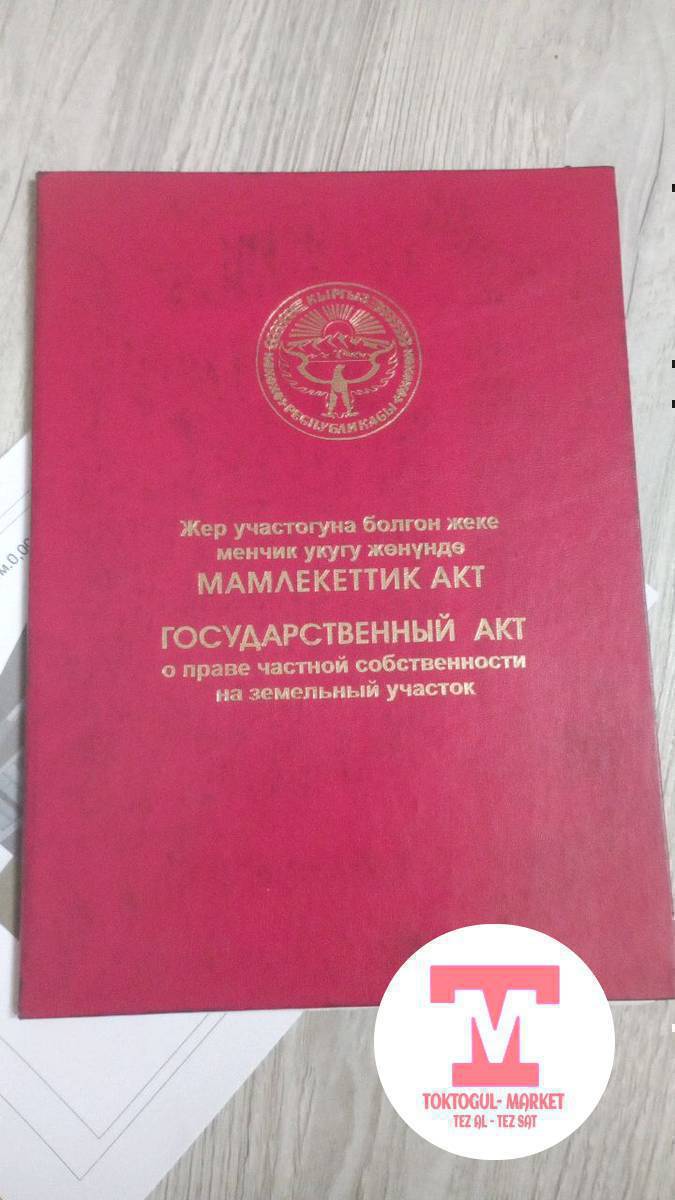 КЫРГЫЗ
РЕСПУБЛИКАСЫ
Жер участогуна болгон жеке
менчик укугу жөнүндө
МАМЛЕКЕТТИК АКТ
ГОСУДАРСТВЕННЫЙ АКТ
о праве частной собственности
на земельный участок
TM
TOKTOGUL- MARKET
TEZ AL - TEZ SAT